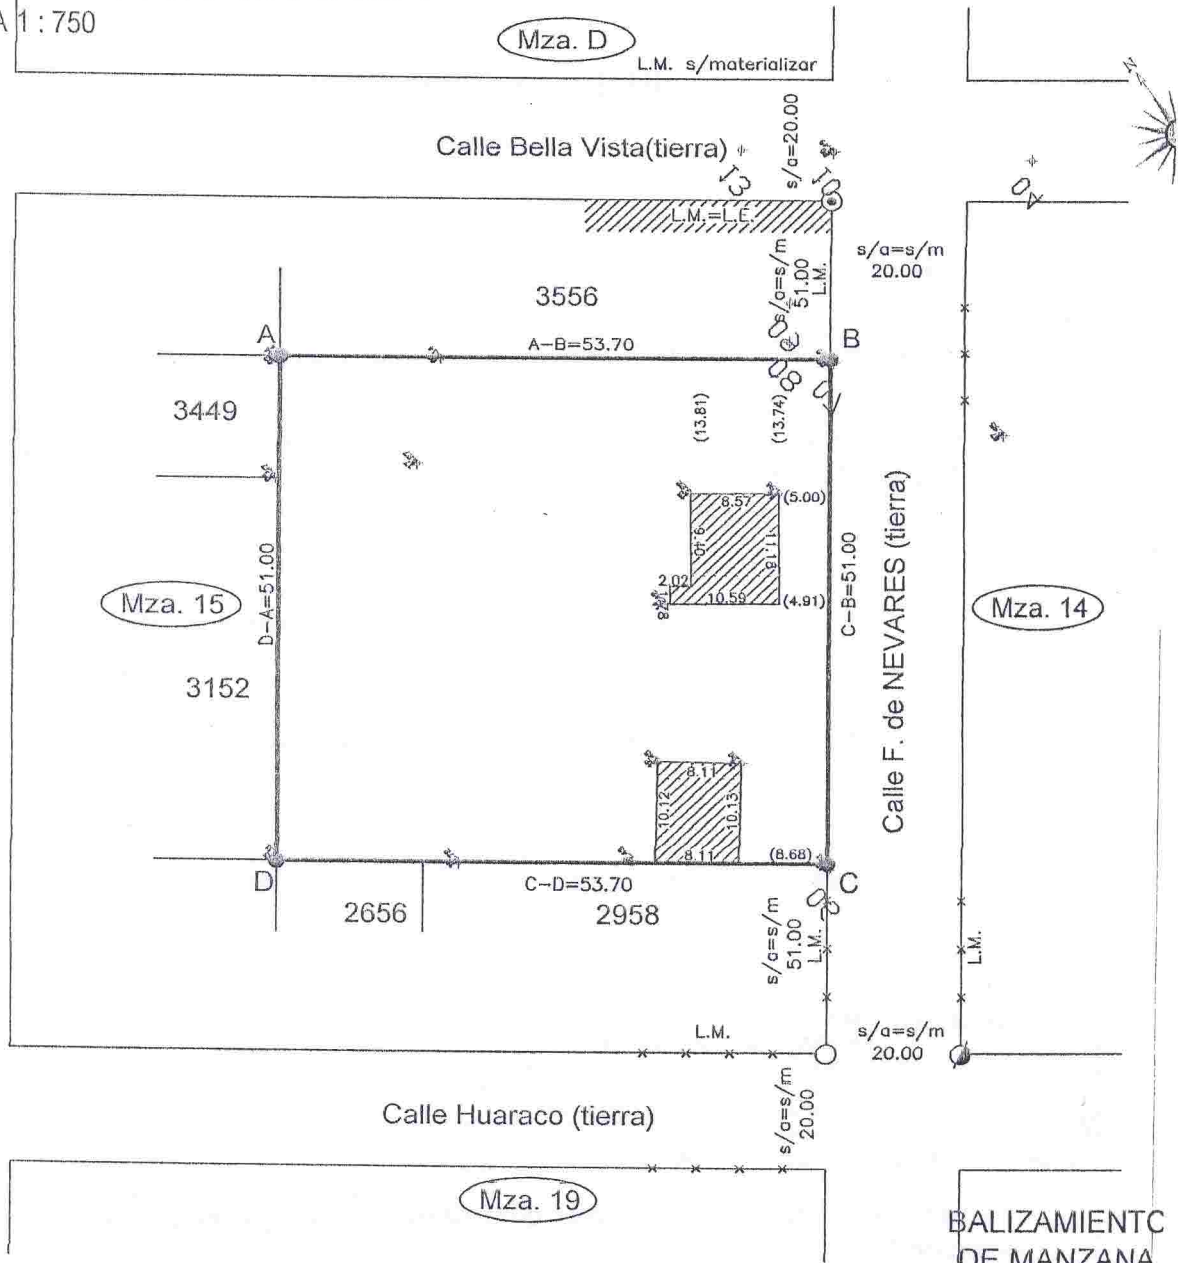 A 1 : 750
Mza. D
L.M. s/materializar
N
Calle Bella Vista(tierra)
s/a=20.00
13
10
04
L.M.=L.E.
s/a=s/m
51.00
L.M.
s/a=s/m
20.00
3556
A
A-B=53.70
B
08
3449
(13.81)
(13.74)
8.57
(5.00)
9.40
11.18
2.02
10.59
(4.91)
Mza. 15
D-A=51.00
C-B=51.00
Calle F. de NEVARES (tierra)
Mza. 14
3152
8.11
10.12
10.13
8.11
(8.68)
D
C-D=53.70
C
2656
2958
s/a=s/m
51.00
L.M.
L.M.
L.M.
s/a=s/m
20.00
Calle Huaraco (tierra)
s/a=s/m
20.00
Mza. 19
BALIZAMIENTO
DE MANZANA